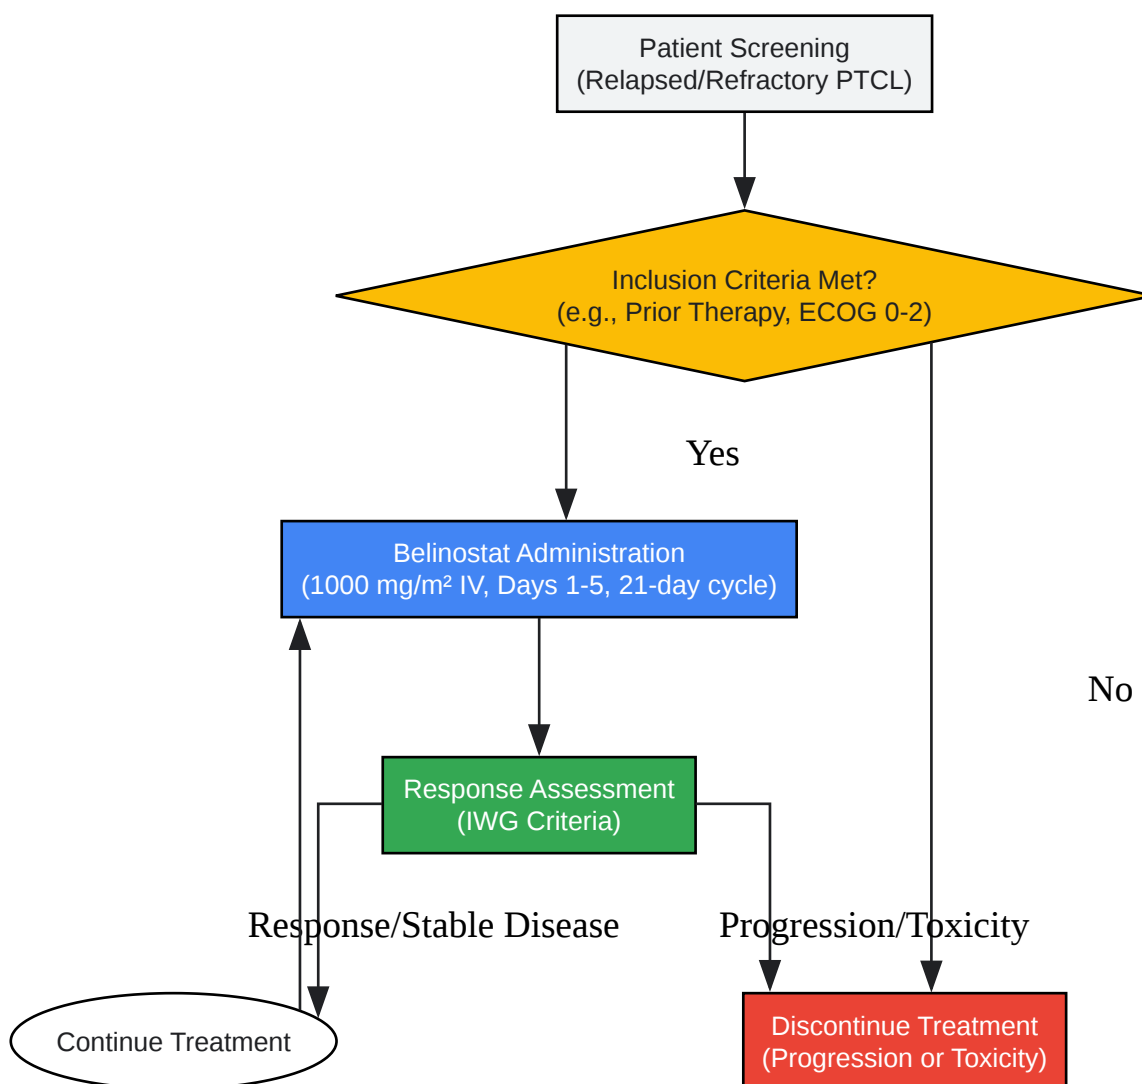 Patient Screening
(Relapsed/Refractory PTCL)
Inclusion Criteria Met?
(e.g., Prior Therapy, ECOG 0-2)
Yes
Belinostat Administration
(1000 mg/m² IV, Days 1-5, 21-day cycle)
No
Response Assessment
(IWG Criteria)
Response/Stable Disease
Progression/Toxicity
Continue Treatment
Discontinue Treatment
(Progression or Toxicity)